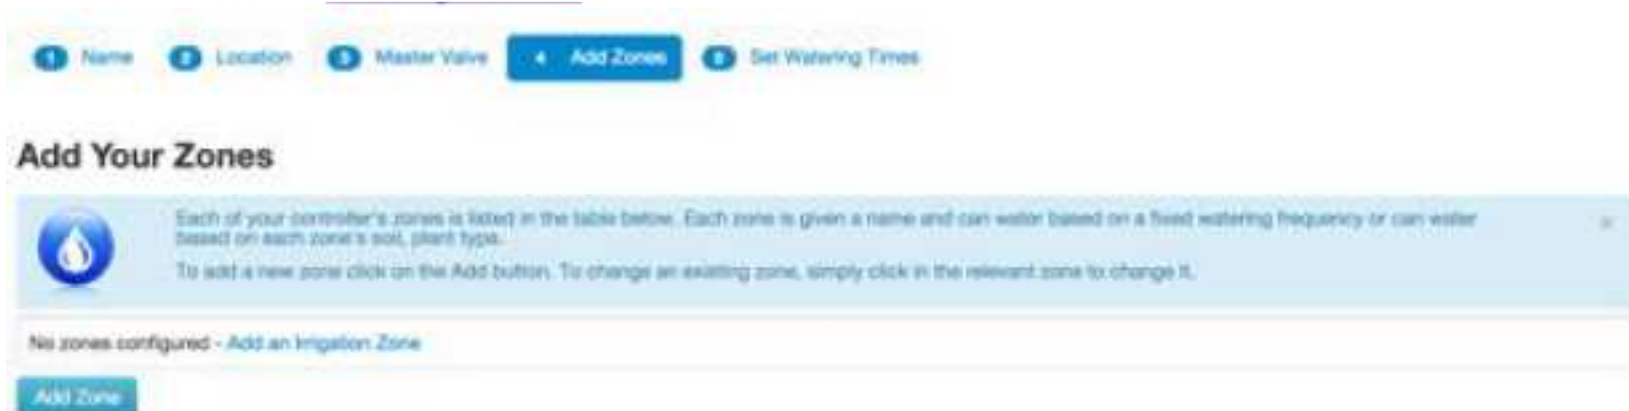 1 Name 2 Location 3 Master Valve 4 Add Zones 5 Set Watering Times
Add Your Zones
Each of your controller's zones is listed in the table below. Each zone is given a name and can water based on a fixed watering frequency or can water
based on each zone's soil, plant type.
To add a new zone click on the Add button. To change an existing zone, simply click in the relevant zone to change it.
No zones configured - Add an Irrigation Zone
Add Zone